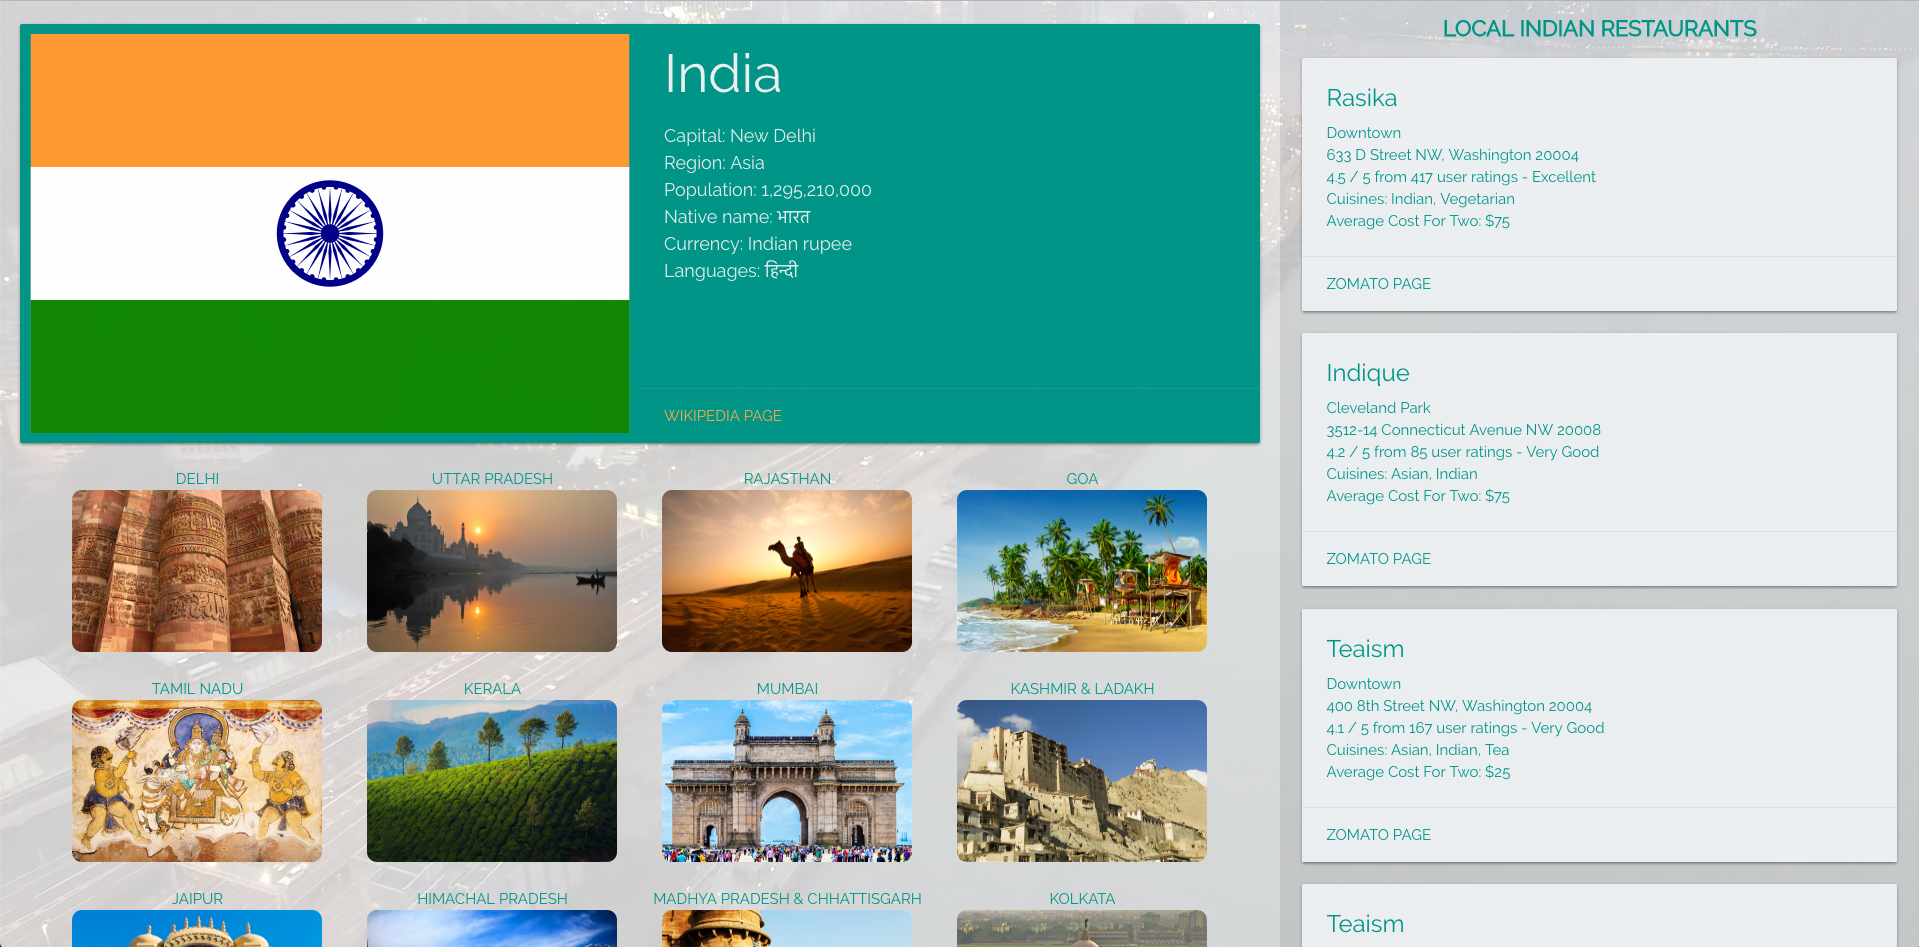 India
Capital: New Delhi
Region: Asia
Population: 1,295,210,000
Native name: भारत
Currency: Indian rupee
Languages: हिन्दी
WIKIPEDIA PAGE
DELHI
UTTAR PRADESH
RAJASTHAN
GOA
TAMIL NADU
KERALA
MUMBAI
KASHMIR & LADAKH
JAIPUR
HIMACHAL PRADESH
MADHYA PRADESH & CHHATTISGARH
KOLKATA
LOCAL INDIAN RESTAURANTS
Rasika
Downtown
633 D Street NW, Washington 20004
4.5 / 5 from 417 user ratings - Excellent
Cuisines: Indian, Vegetarian
Average Cost For Two: $75
ZOMATO PAGE
Indique
Cleveland Park
3512-14 Connecticut Avenue NW 20008
4.2 / 5 from 85 user ratings - Very Good
Cuisines: Asian, Indian
Average Cost For Two: $75
ZOMATO PAGE
Teaism
Downtown
400 8th Street NW, Washington 20004
4.1 / 5 from 167 user ratings - Very Good
Cuisines: Asian, Indian, Tea
Average Cost For Two: $25
ZOMATO PAGE
Teaism